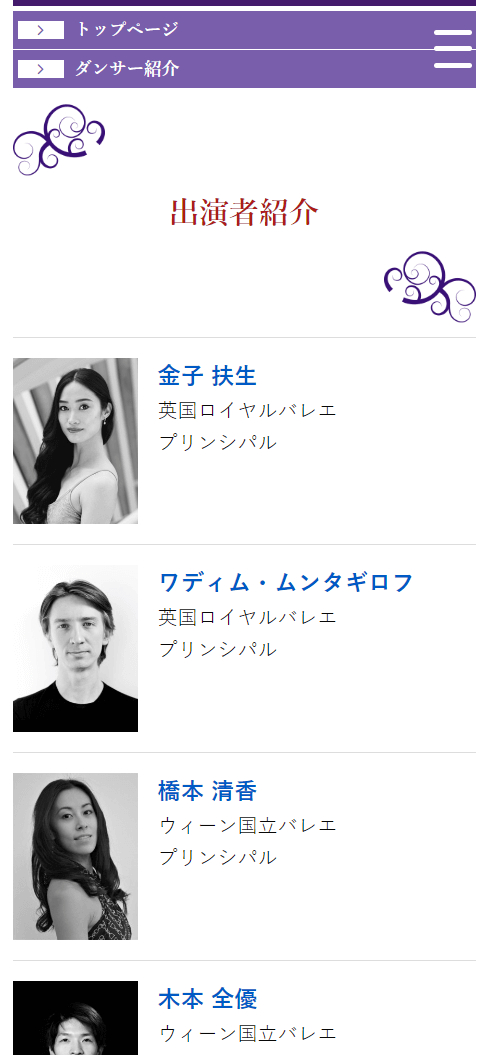 トップページ
ダンサー紹介
出演者紹介
金子 扶生
英国ロイヤルバレエ
プリンシパル
ワディム・ムンタギロフ
英国ロイヤルバレエ
プリンシパル
橋本 清香
ウィーン国立バレエ
プリンシパル
木本 全優
ウィーン国立バレエ